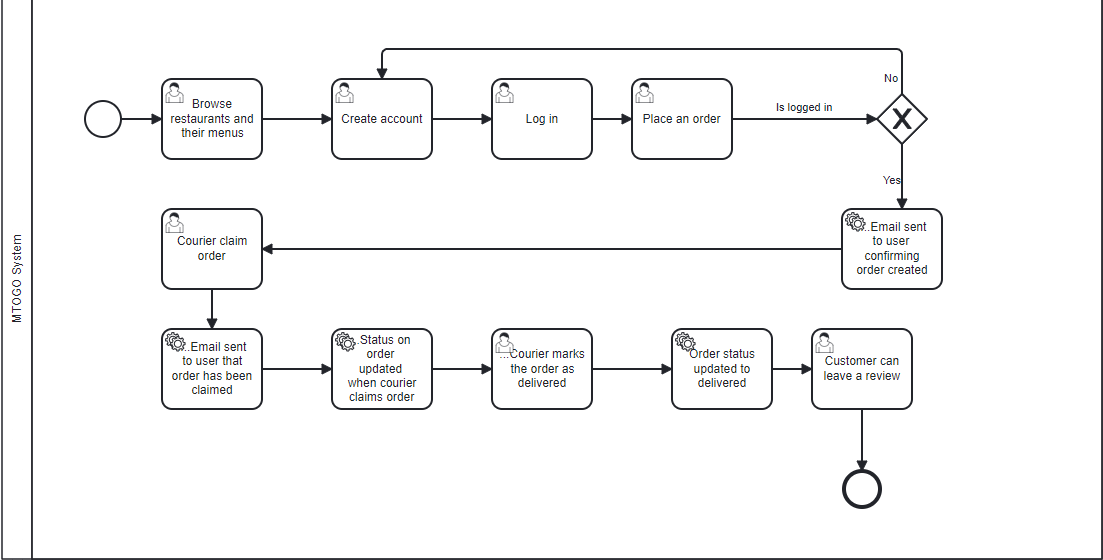 MTOGO System
Browse
restaurants and
their menus
Create account
Log in
Place an order
Is logged in
No
Yes
Courier claim
order
...Email sent
to user
confirming
order created
...Email sent
to user that
order has been
claimed
Status on
order
updated
when courier
claims order
...Courier marks
the order as
delivered
Order status
updated to
delivered
Customer can
leave a review